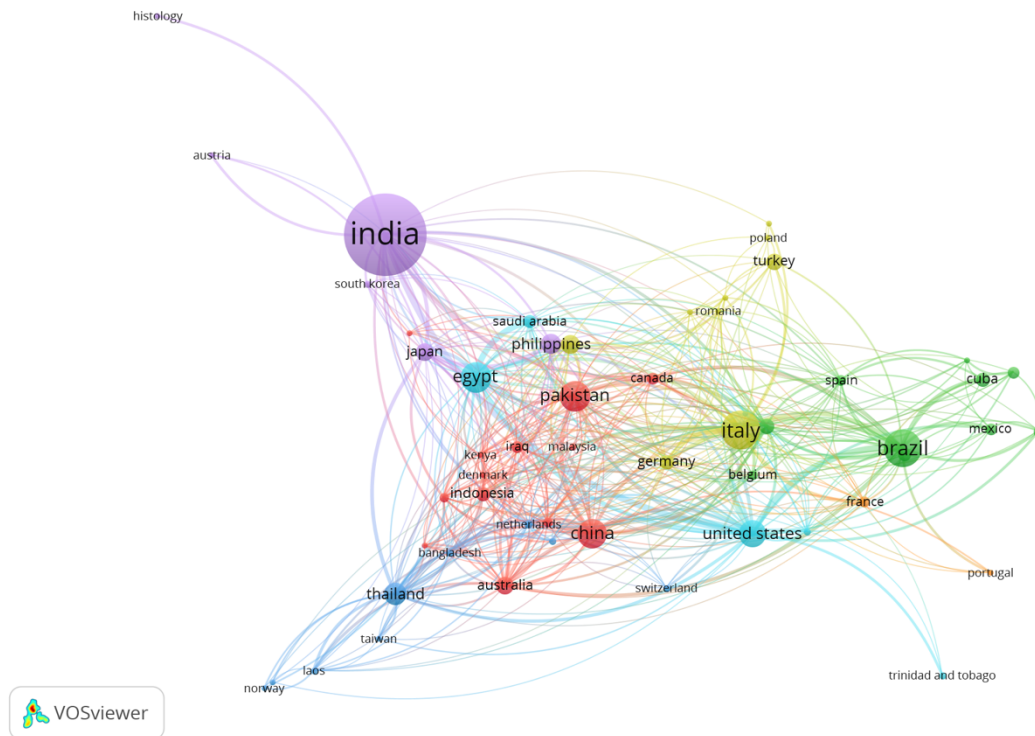 histology
austria
india
south korea
poland
turkey
romania
saudi arabia
philippines
japan
egypt
canada
spain
cuba
pakistan
mexico
italy
brazil
iraq
malaysia
kenya
germany
denmark
belgium
indonesia
france
netherlands
china
united states
bangladesh
portugal
australia
switzerland
thailand
taiwan
laos
norway
trinidad and tobago
VOSviewer